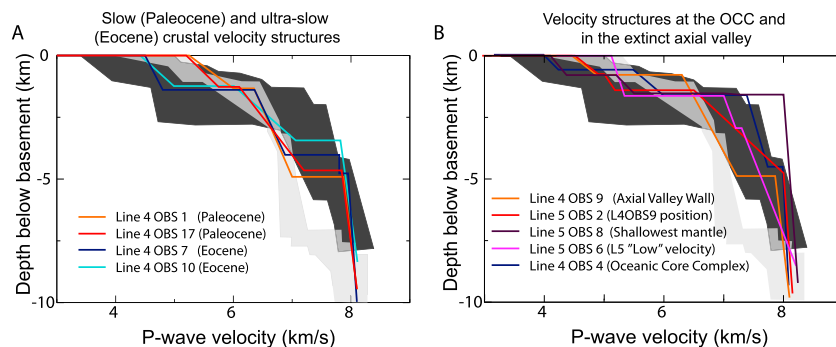 A
Slow (Paleocene) and ultra-slow
(Eocene) crustal velocity structures
0
-5
-10
Depth below basement (km)
4
6
8
P-wave velocity (km/s)
Line 4 OBS 1 (Paleocene)
Line 4 OBS 17 (Paleocene)
Line 4 OBS 7 (Eocene)
Line 4 OBS 10 (Eocene)
B
Velocity structures at the OCC and
in the extinct axial valley
0
-5
-10
Depth below basement (km)
4
6
8
P-wave velocity (km/s)
Line 4 OBS 9 (Axial Valley Wall)
Line 5 OBS 2 (L4OBS9 position)
Line 5 OBS 8 (Shallowest mantle)
Line 5 OBS 6 (L5 ”Low” velocity)
Line 4 OBS 4 (Oceanic Core Complex)